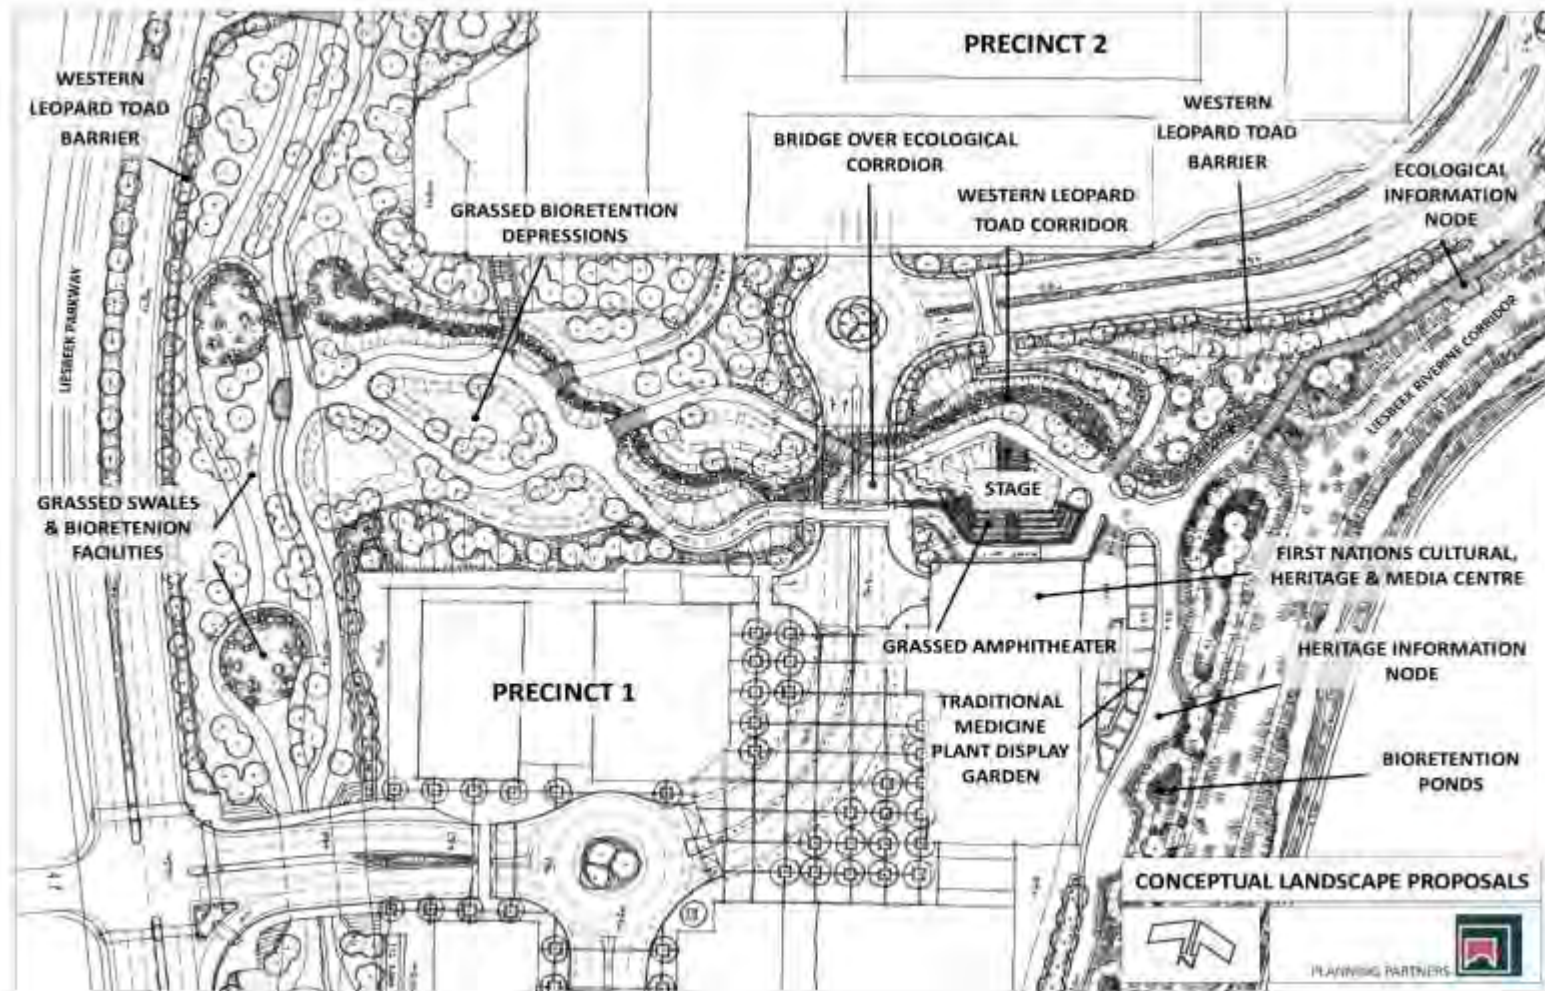 PRECINCT 2
WESTERN
LEOPARD TOAD
BARRIER
WESTERN
LEOPARD TOAD
BARRIER
BRIDGE OVER ECOLOGICAL
CORRDIOR
ECOLOGICAL
INFORMATION
NODE
GRASSED BIORETENTION
DEPRESSIONS
WESTERN LEOPARD
TOAD CORRIDOR
LIESBEEK PARKWAY
LIESBEEK RIVERINE CORRIDOR
STAGE
GRASSED SWALES
& BIORETENION
FACILITIES
FIRST NATIONS CULTURAL,
HERITAGE & MEDIA CENTRE
GRASSED AMPHITHEATER
HERITAGE INFORMATION
NODE
PRECINCT 1
TRADITIONAL
MEDICINE
PLANT DISPLAY
GARDEN
BIORETENTION
PONDS
CONCEPTUAL LANDSCAPE PROPOSALS
PLANNING PARTNERS